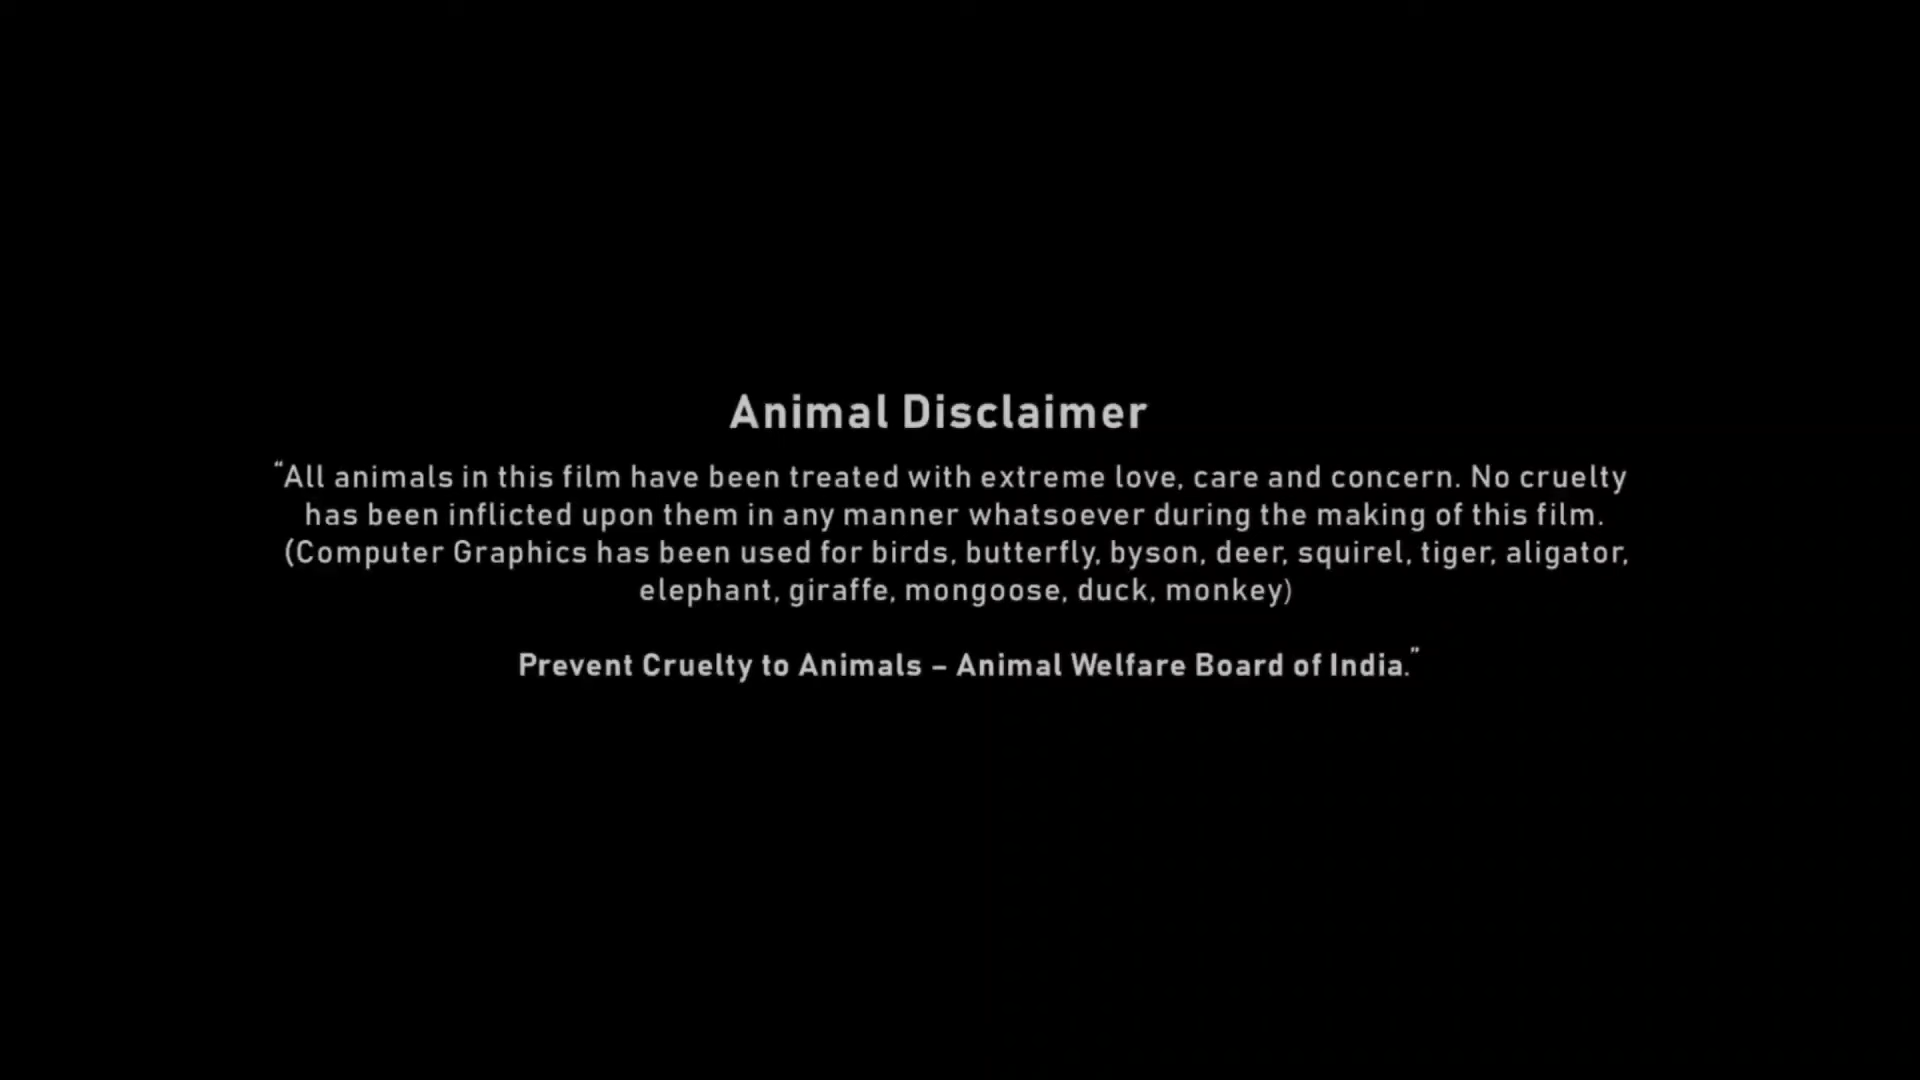 Animal Disclaimer
“All animals in this film have been treated with extreme love, care and concern. No cruelty
has been inflicted upon them in any manner whatsoever during the making of this film.
(Computer Graphics has been used for birds, butterfly, byson, deer, squirel, tiger, aligator,
elephant, giraffe, mongoose, duck, monkey)
Prevent Cruelty to Animals – Animal Welfare Board of India.”